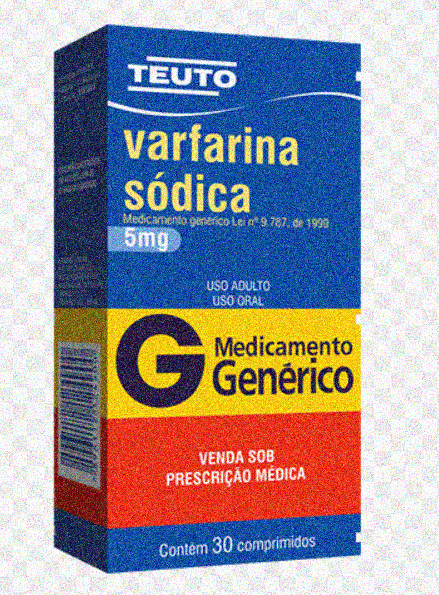 TEUTO
varfarina
sódica
Medicamento genérico Lei nº 9.787, de 1999
5mg
USO ADULTO
USO ORAL
G Medicamento
Genérico
VENDA SOB
PRESCRIÇÃO MÉDICA
Contém 30 comprimidos